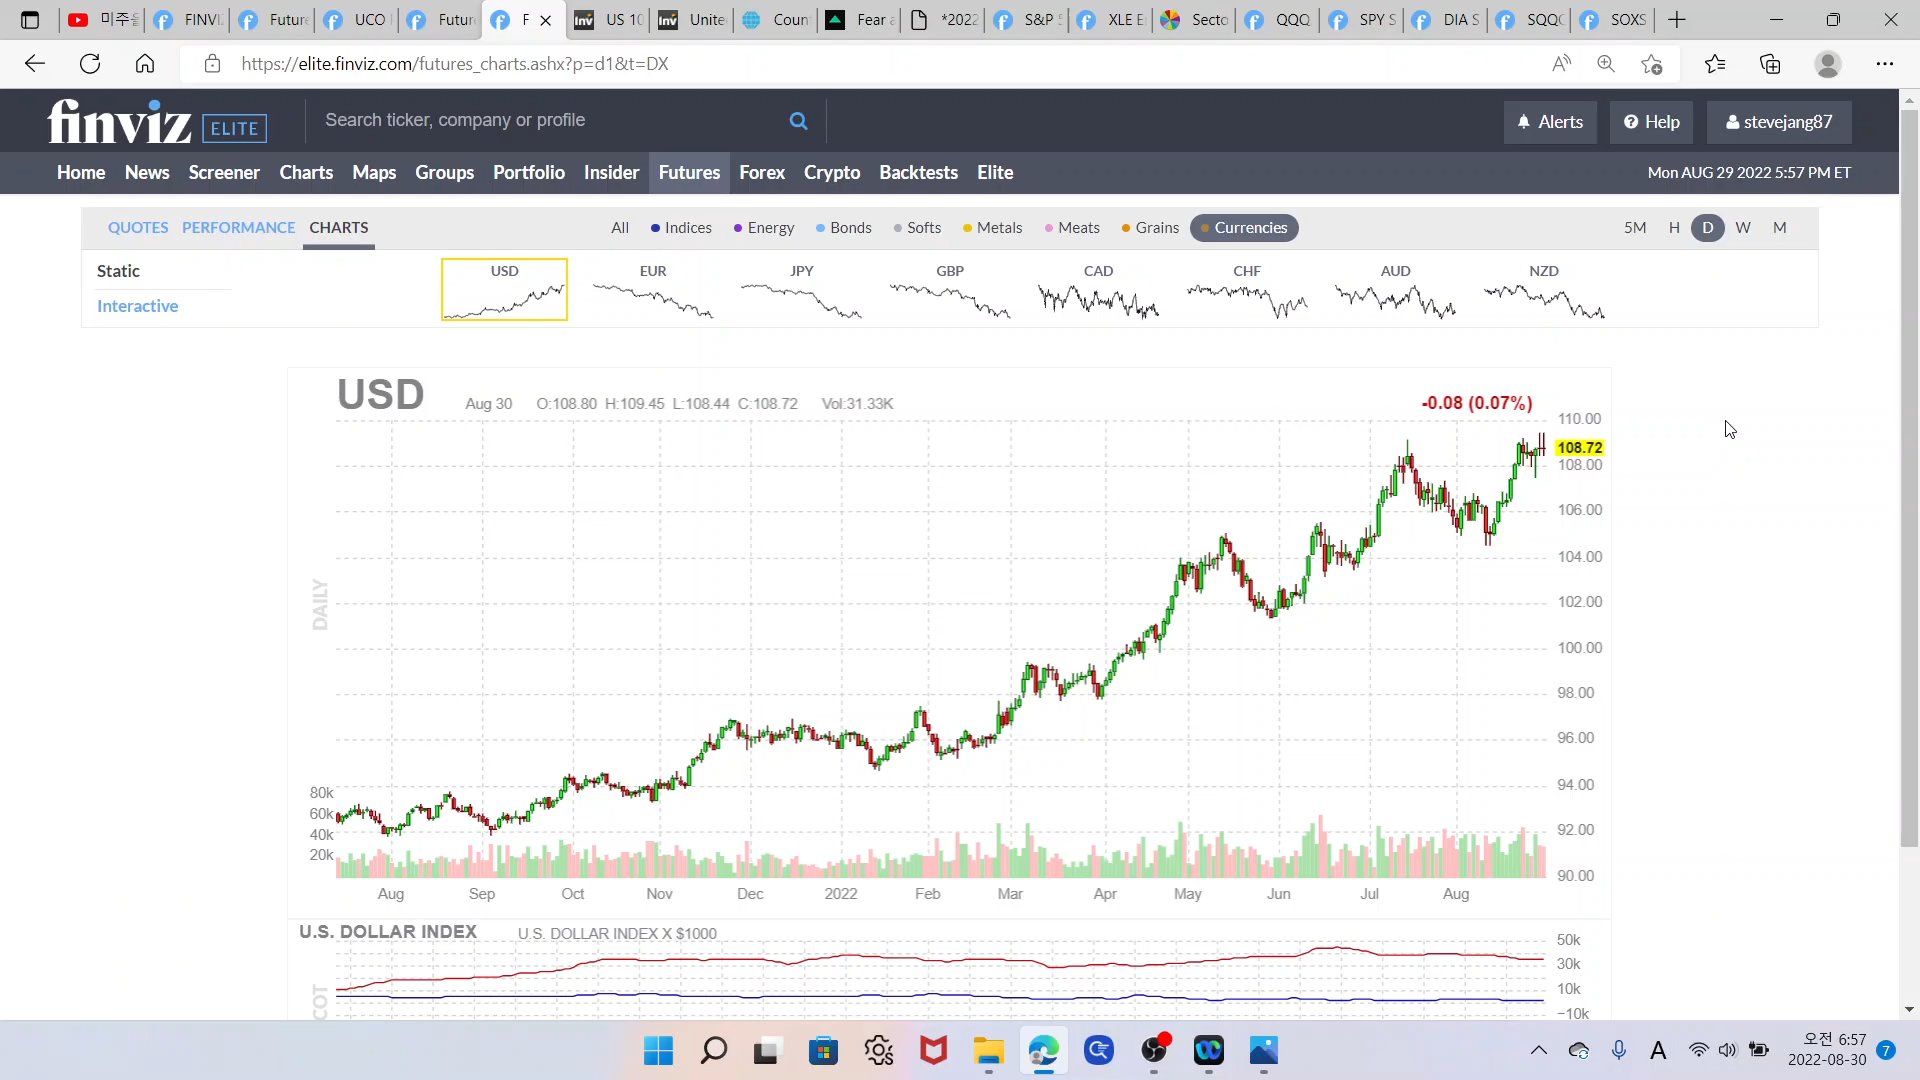 미주
FINVI
Future
UCO
Future
F
US 10
Unite
Coun
Fear a
*2022
S&P 5
XLE E
Secto
QQQ
SPY S
DIA S
SQQQ
SOXS
https://elite.finviz.com/futures_charts.ashx?p=d1&t=DX
finviz ELITE
Search ticker, company or profile
Alerts
Help
stevejang87
Home News Screener Charts Maps Groups Portfolio Insider Futures Forex Crypto Backtests Elite
Mon AUG 29 2022 5:57 PM ET
QUOTES PERFORMANCE CHARTS
All Indices Energy Bonds Softs Metals Meats Grains Currencies
5M H D W M
Static
Interactive
USD EUR JPY GBP CAD CHF AUD NZD
USD
Aug 30 O:108.80 H:109.45 L:108.44 C:108.72 Vol:31.33K
-0.08 (0.07%)
110.00
108.72
108.00
106.00
104.00
102.00
100.00
98.00
96.00
94.00
92.00
90.00
DAILY
80k
60k
40k
20k
Aug Sep Oct Nov Dec 2022 Feb Mar Apr May Jun Jul Aug
U.S. DOLLAR INDEX U.S. DOLLAR INDEX X $1000
50k
30k
10k
−10k
COT
A
오전 6:57
2022-08-30
7